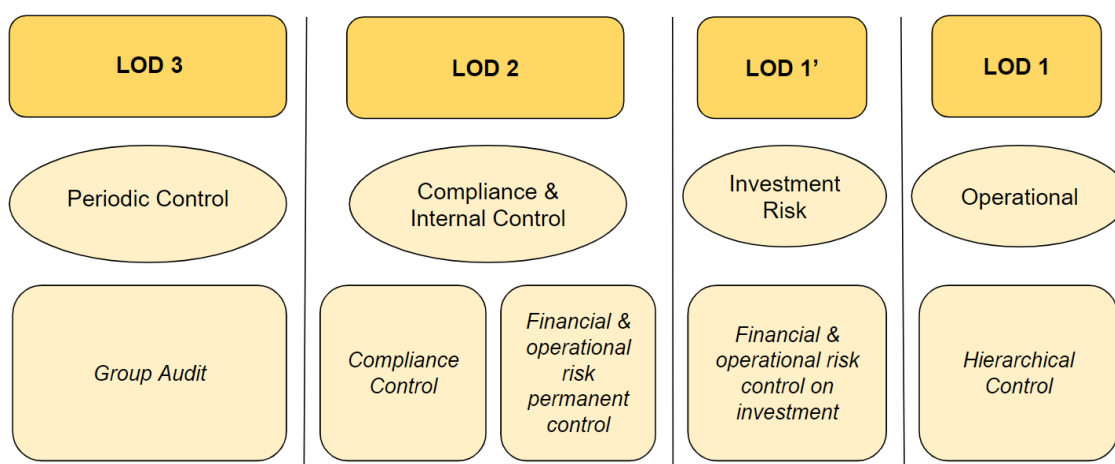 LOD 3
LOD 2
LOD 1’
LOD 1
Periodic Control
Compliance &
Internal Control
Investment
Risk
Operational
Group Audit
Compliance
Control
Financial &
operational
risk
permanent
control
Financial &
operational risk
control on
investment
Hierarchical
Control